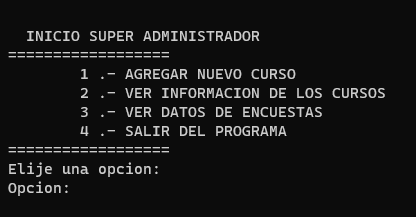 INICIO SUPER ADMINISTRADOR
==================
1 .- AGREGAR NUEVO CURSO
2 .- VER INFORMACION DE LOS CURSOS
3 .- VER DATOS DE ENCUESTAS
4 .- SALIR DEL PROGRAMA
==================
Elije una opcion:
Opcion: